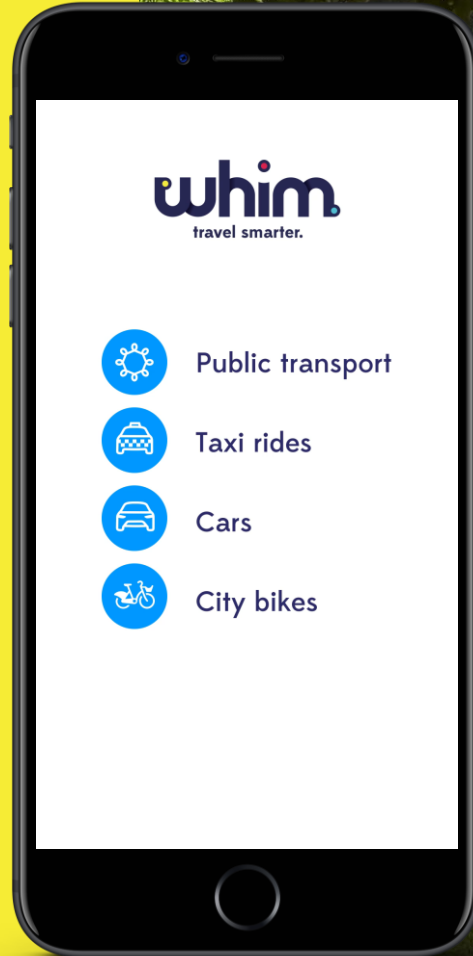 whim
travel smarter.
Public transport
Taxi rides
Cars
City bikes